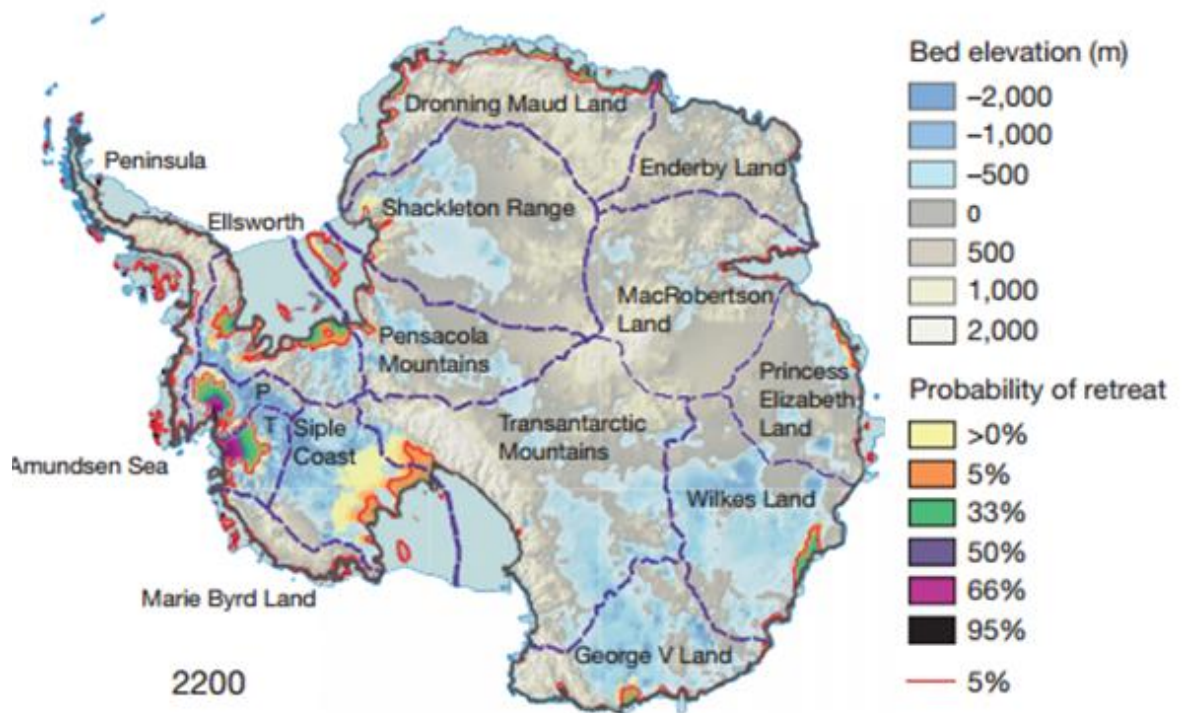 Dronning Maud Land
Peninsula
Enderby Land
Ellsworth
Shackleton Range
MacRobertson
Land
Pensacola
Mountains
P
T
Siple
Coast
Transantarctic
Mountains
Princess
Elizabeth
Land
Amundsen Sea
Wilkes Land
Marie Byrd Land
George V Land
2200
Bed elevation (m)
–2,000
–1,000
–500
0
500
1,000
2,000
Probability of retreat
>0%
5%
33%
50%
66%
95%
5%